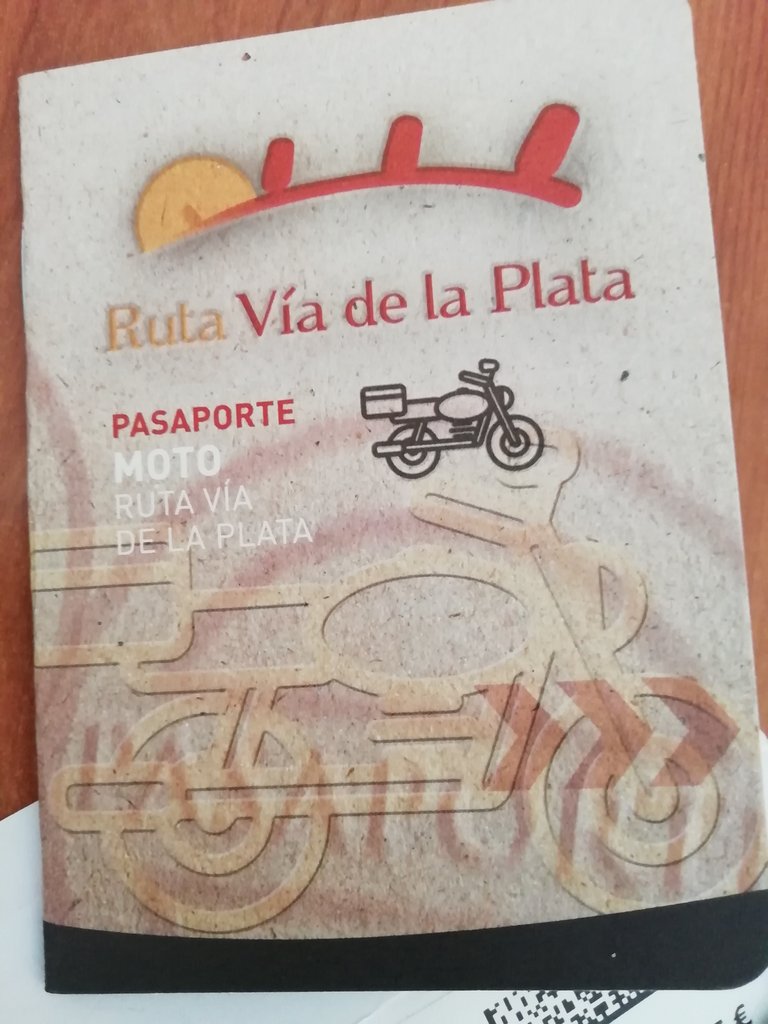 Ruta Vía de la Plata
PASAPORTE
MOTO
RUTA VÍA
DE LA PLATA
€